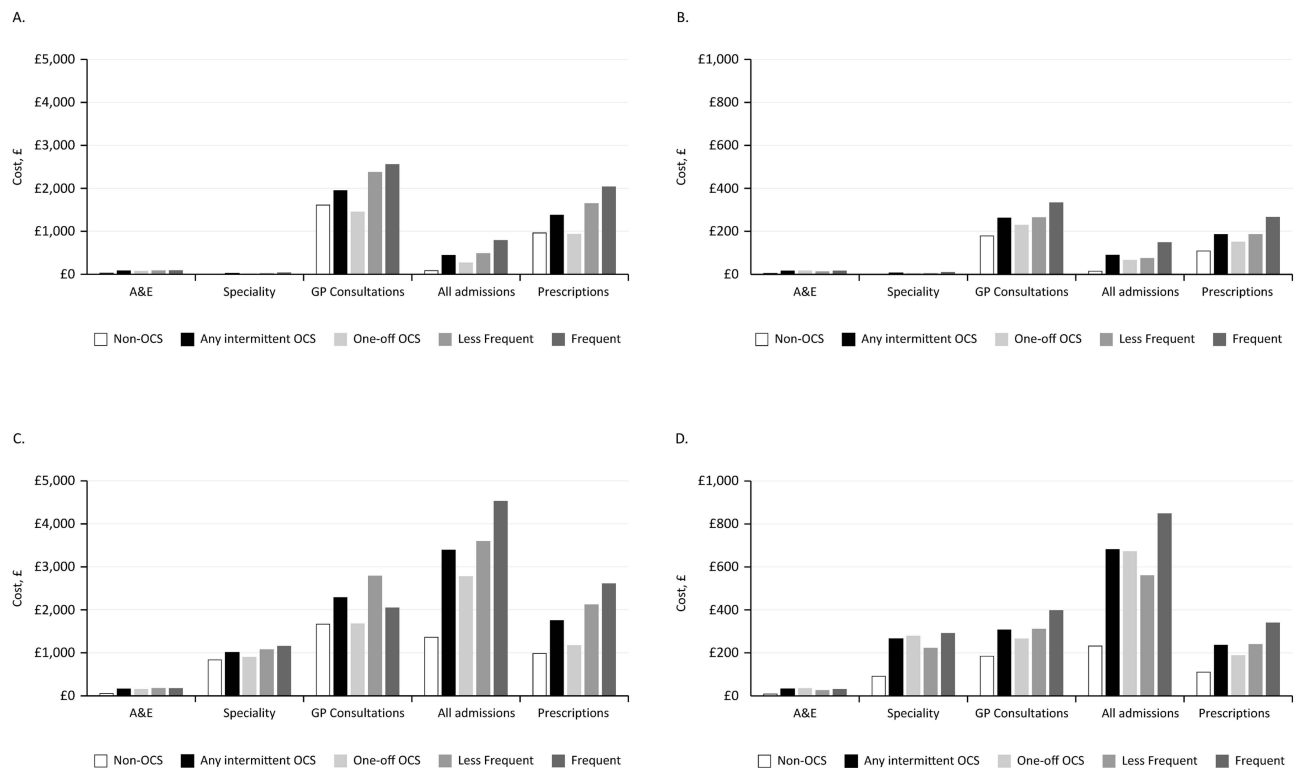 A.
£5,000
£4,000
£3,000
£2,000
£1,000
£0
Cost, £
A&E Speciality GP Consultations All admissions Prescriptions
Non-OCS Any intermittent OCS One-off OCS Less Frequent Frequent
B.
£1,000
£800
£600
£400
£200
£0
Cost, £
A&E Speciality GP Consultations All admissions Prescriptions
Non-OCS Any intermittent OCS One-off OCS Less Frequent Frequent
C.
£5,000
£4,000
£3,000
£2,000
£1,000
£0
Cost, £
A&E Speciality GP Consultations All admissions Prescriptions
Non-OCS Any intermittent OCS One-off OCS Less Frequent Frequent
D.
£1,000
£800
£600
£400
£200
£0
Cost, £
A&E Speciality GP Consultations All admissions Prescriptions
Non-OCS Any intermittent OCS One-off OCS Less Frequent Frequent